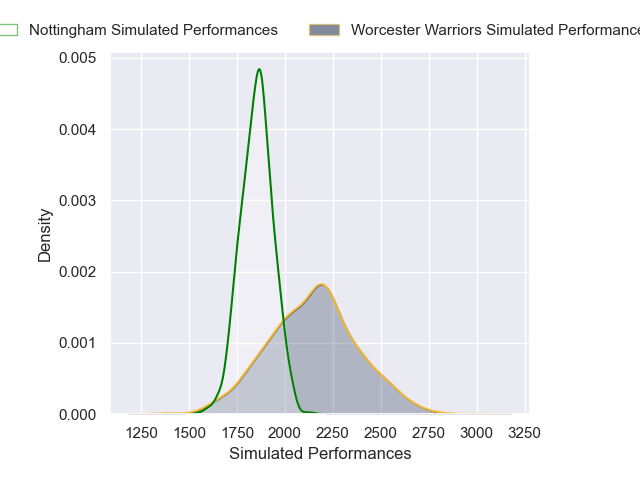 Nottingham Simulated Performances
Worcester Warriors Simulated Performance
0.005
0.004
0.003
0.002
0.001
0.000
Density
1250 1500 1750 2000 2250 2500 2750 3000 3250
Simulated Performances